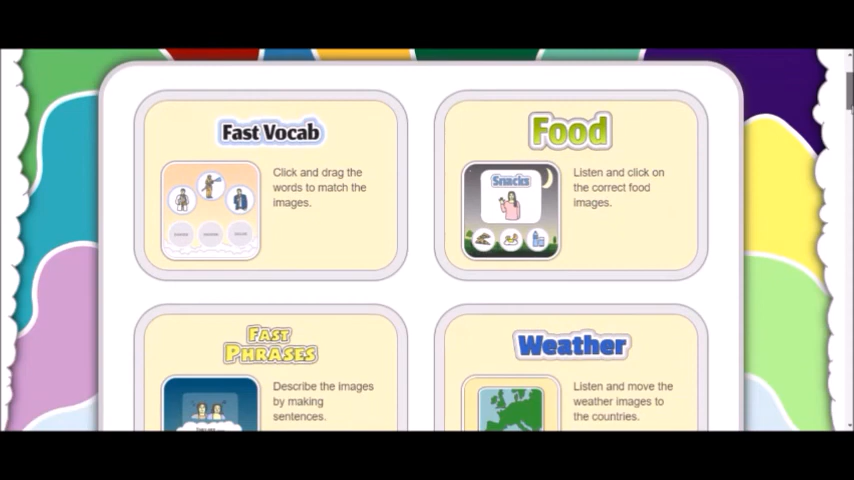 Fast Vocab
Click and drag the
words to match the
images.
Food
Snacks
Listen and click on
the correct food
images.
FAST
PHRASES
Describe the images
by making
sentences.
Weather
Listen and move the
weather images to
the countries.